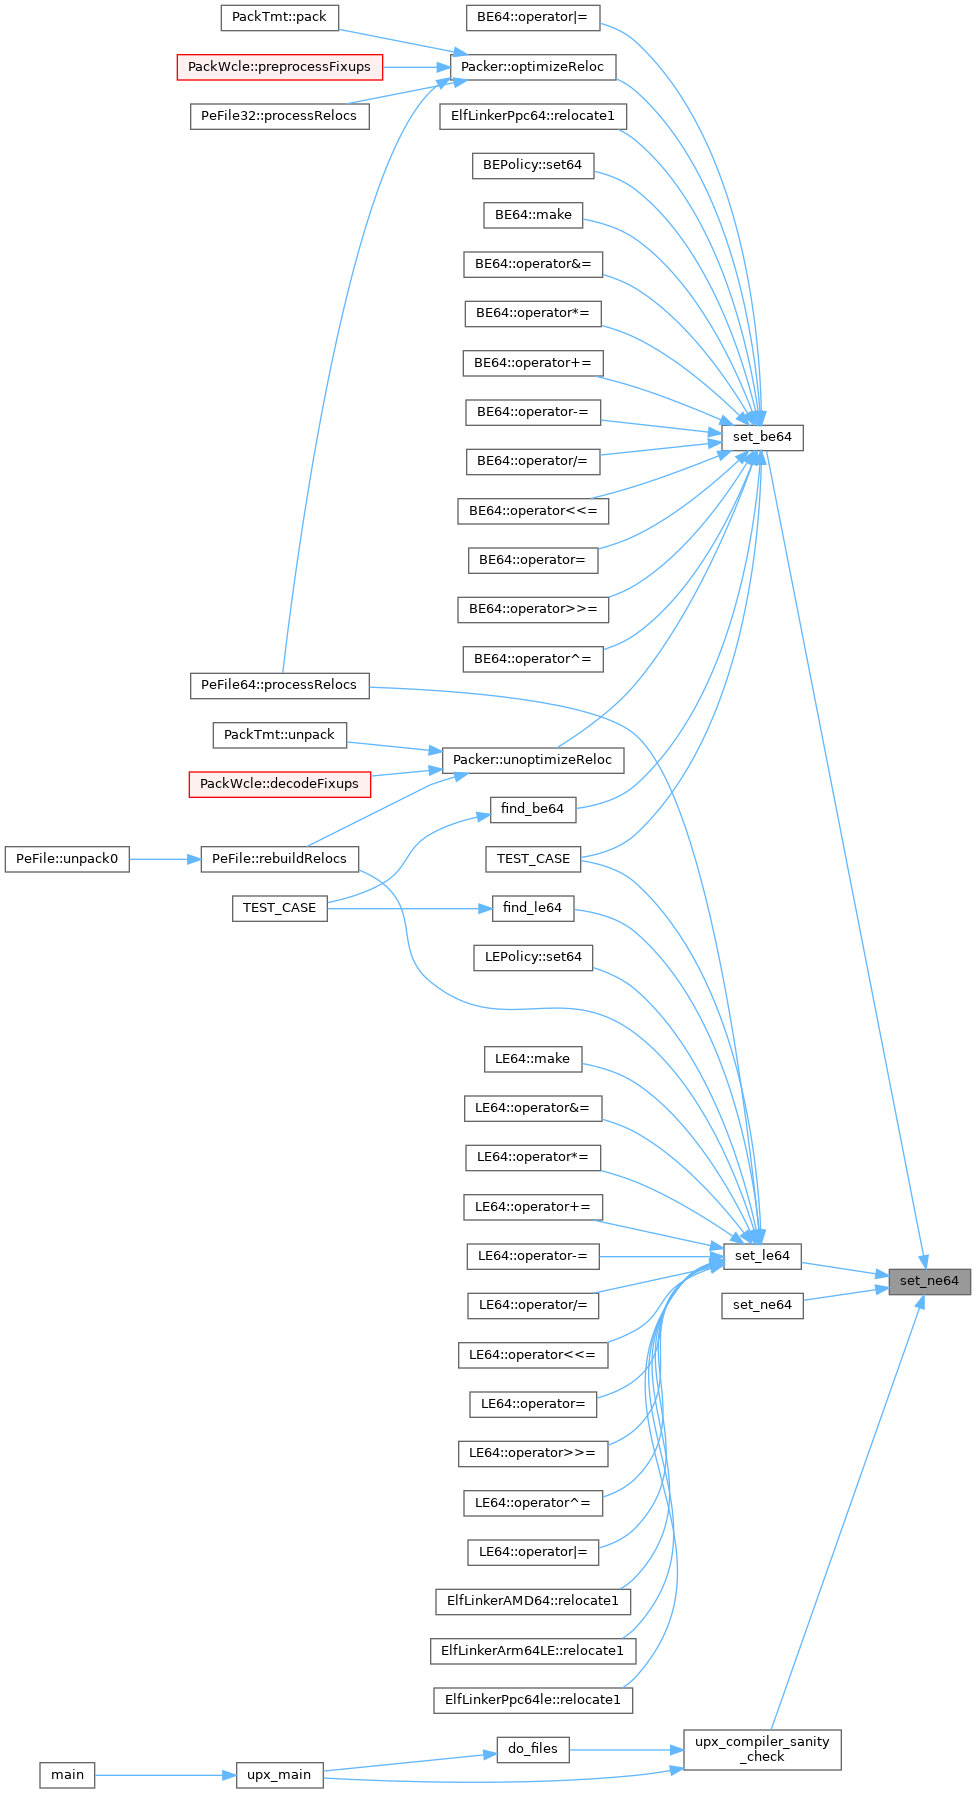 PackTmt::pack
BE64::operator|=
PackWcle::preprocessFixups
Packer::optimizeReloc
PeFile32::processRelocs
ElfLinkerPpc64::relocate1
BEPolicy::set64
BE64::make
BE64::operator&=
BE64::operator*=
BE64::operator+=
BE64::operator-=
set_be64
BE64::operator/=
BE64::operator<<=
BE64::operator=
BE64::operator>>=
BE64::operator^=
PeFile64::processRelocs
PackTmt::unpack
Packer::unoptimizeReloc
PackWcle::decodeFixups
find_be64
PeFile::unpack0
PeFile::rebuildRelocs
TEST_CASE
TEST_CASE
find_le64
LEPolicy::set64
LE64::make
LE64::operator&=
LE64::operator*=
LE64::operator+=
LE64::operator-=
set_le64
set_ne64
LE64::operator/=
set_ne64
LE64::operator<<=
LE64::operator=
LE64::operator>>=
LE64::operator^=
LE64::operator|=
ElfLinkerAMD64::relocate1
ElfLinkerArm64LE::relocate1
ElfLinkerPpc64le::relocate1
do_files
upx_compiler_sanity
_check
main
upx_main